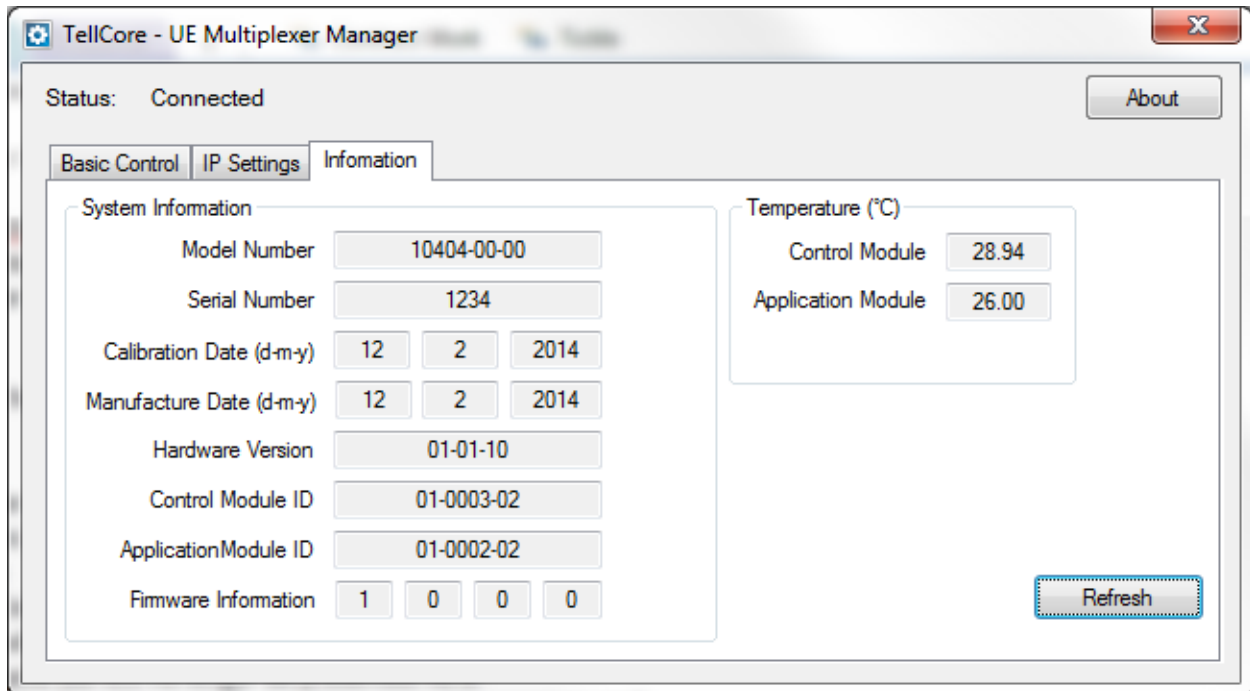 TellCore - UE Multiplexer Manager
Status: Connected
About
Basic Control IP Settings Infomation
System Information
Model Number 10404-00-00
Serial Number 1234
Calibration Date (d-m-y) 12 2 2014
Manufacture Date (d-m-y) 12 2 2014
Hardware Version 01-01-10
Control Module ID 01-0003-02
ApplicationModule ID 01-0002-02
Firmware Information 1 0 0 0
Temperature (°C)
Control Module 28.94
Application Module 26.00
Refresh